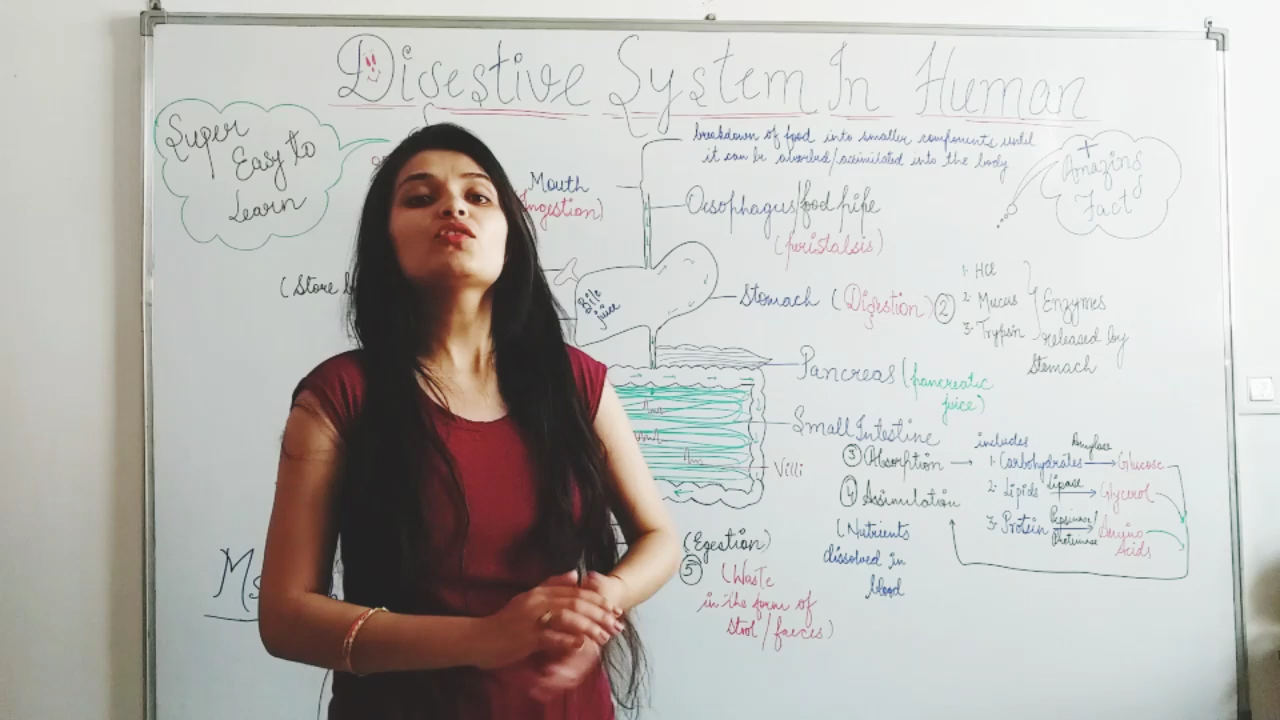 Digestive System In Human
Super
Easy to
Learn
breakdown of food into smaller components until
it can be absorbed/assimilated into the body
+
Amazing
Fact
Mouth
(Ingestion)
Oesophagus/food pipe
(peristalsis)
(Store
Bile
juice
Stomach (Digestion) ②
1. HCl
2. Mucus
3. Trypsin
Enzymes
released by
Stomach
Pancreas (pancreatic
juice)
Small Intestine
③ Absorption
④ Assimilation
(Nutrients
dissolved in
blood
Villi
includes
1. Carbohydrates Amylase Glucose
2. Lipids Lipase Glycerol
3. Protein Amino
Acids
(Egestion)
⑤ (Waste
in the form of
stool/faeces)